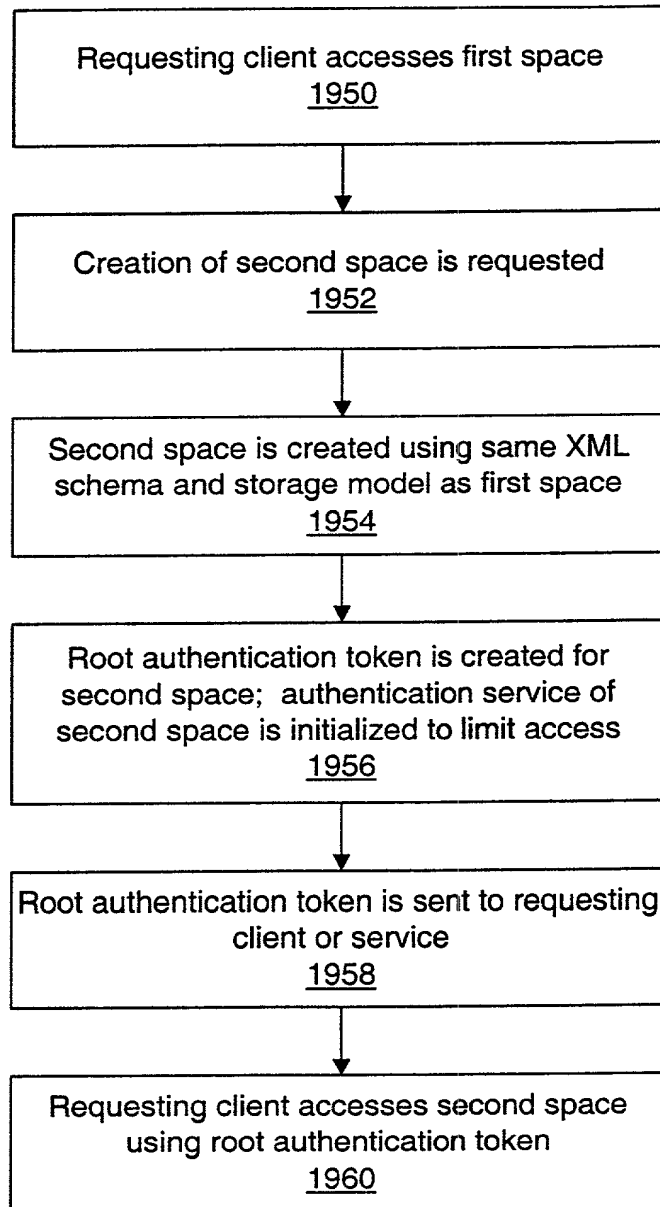 Requesting client accesses first space
1950
Creation of second space is requested
1952
Second space is created using same XML
schema and storage model as first space
1954
Root authentication token is created for
second space; authentication service of
second space is initialized to limit access
1956
Root authentication token is sent to requesting
client or service
1958
Requesting client accesses second space
using root authentication token
1960